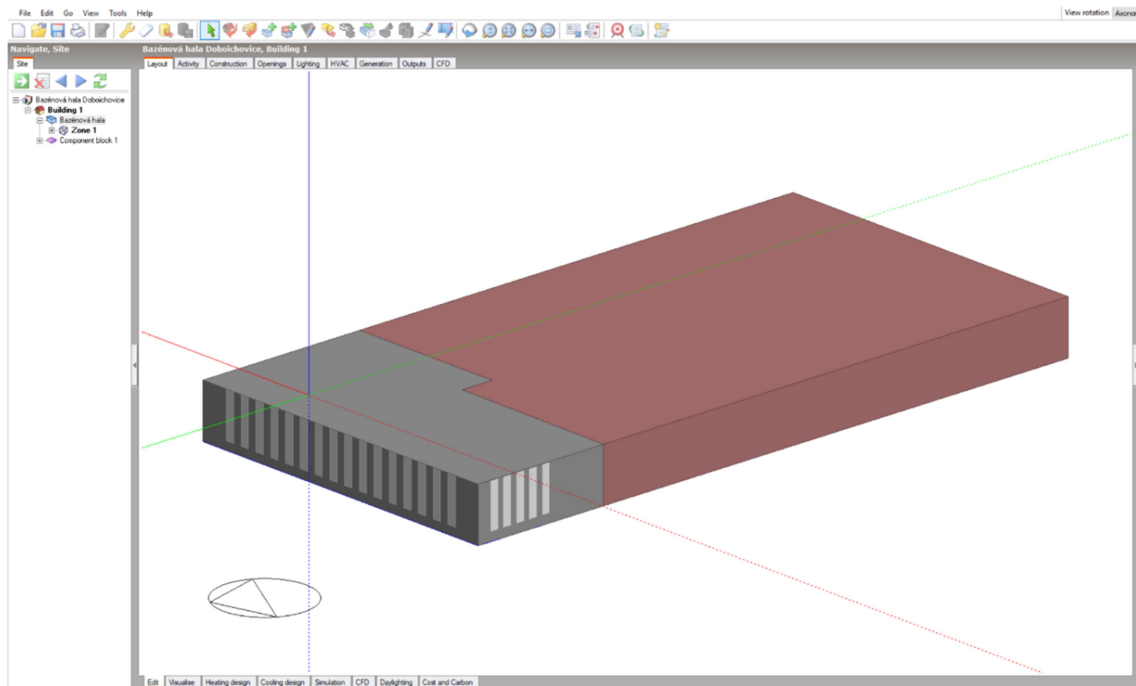 File Edit Go View Tools Help
View rotation Axono
Navigate, Site
Bazénová hala Doboichovice, Building 1
Site
Layout Activity Construction Openings Lighting HVAC Generation Outputs CFD
Bazénová hala Doboichovice
Building 1
Bazénová hala
Zone 1
Component block 1
Edit Visualise Heating design Cooling design Simulation CFD Daylighting Cost and Carbon